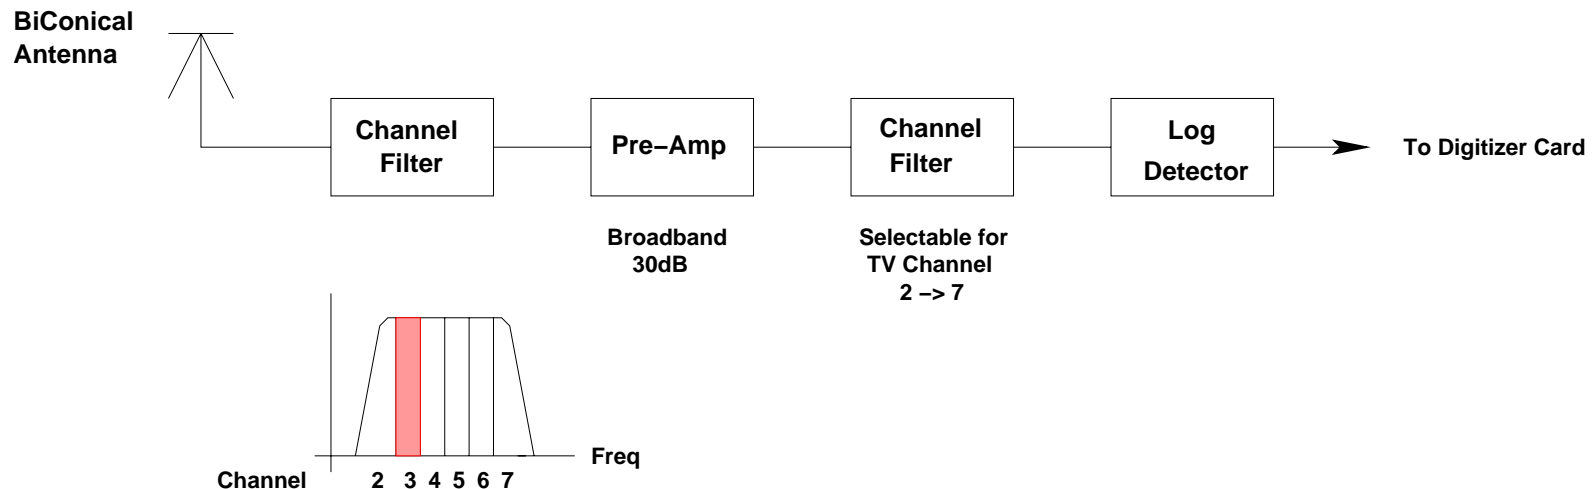 BiConical
Antenna
Channel
Filter
Pre−Amp
Channel
Filter
Log
Detector
To Digitizer Card
Broadband
30dB
Selectable for
TV Channel
2 −> 7
Freq
Channel 2 3 4 5 6 7